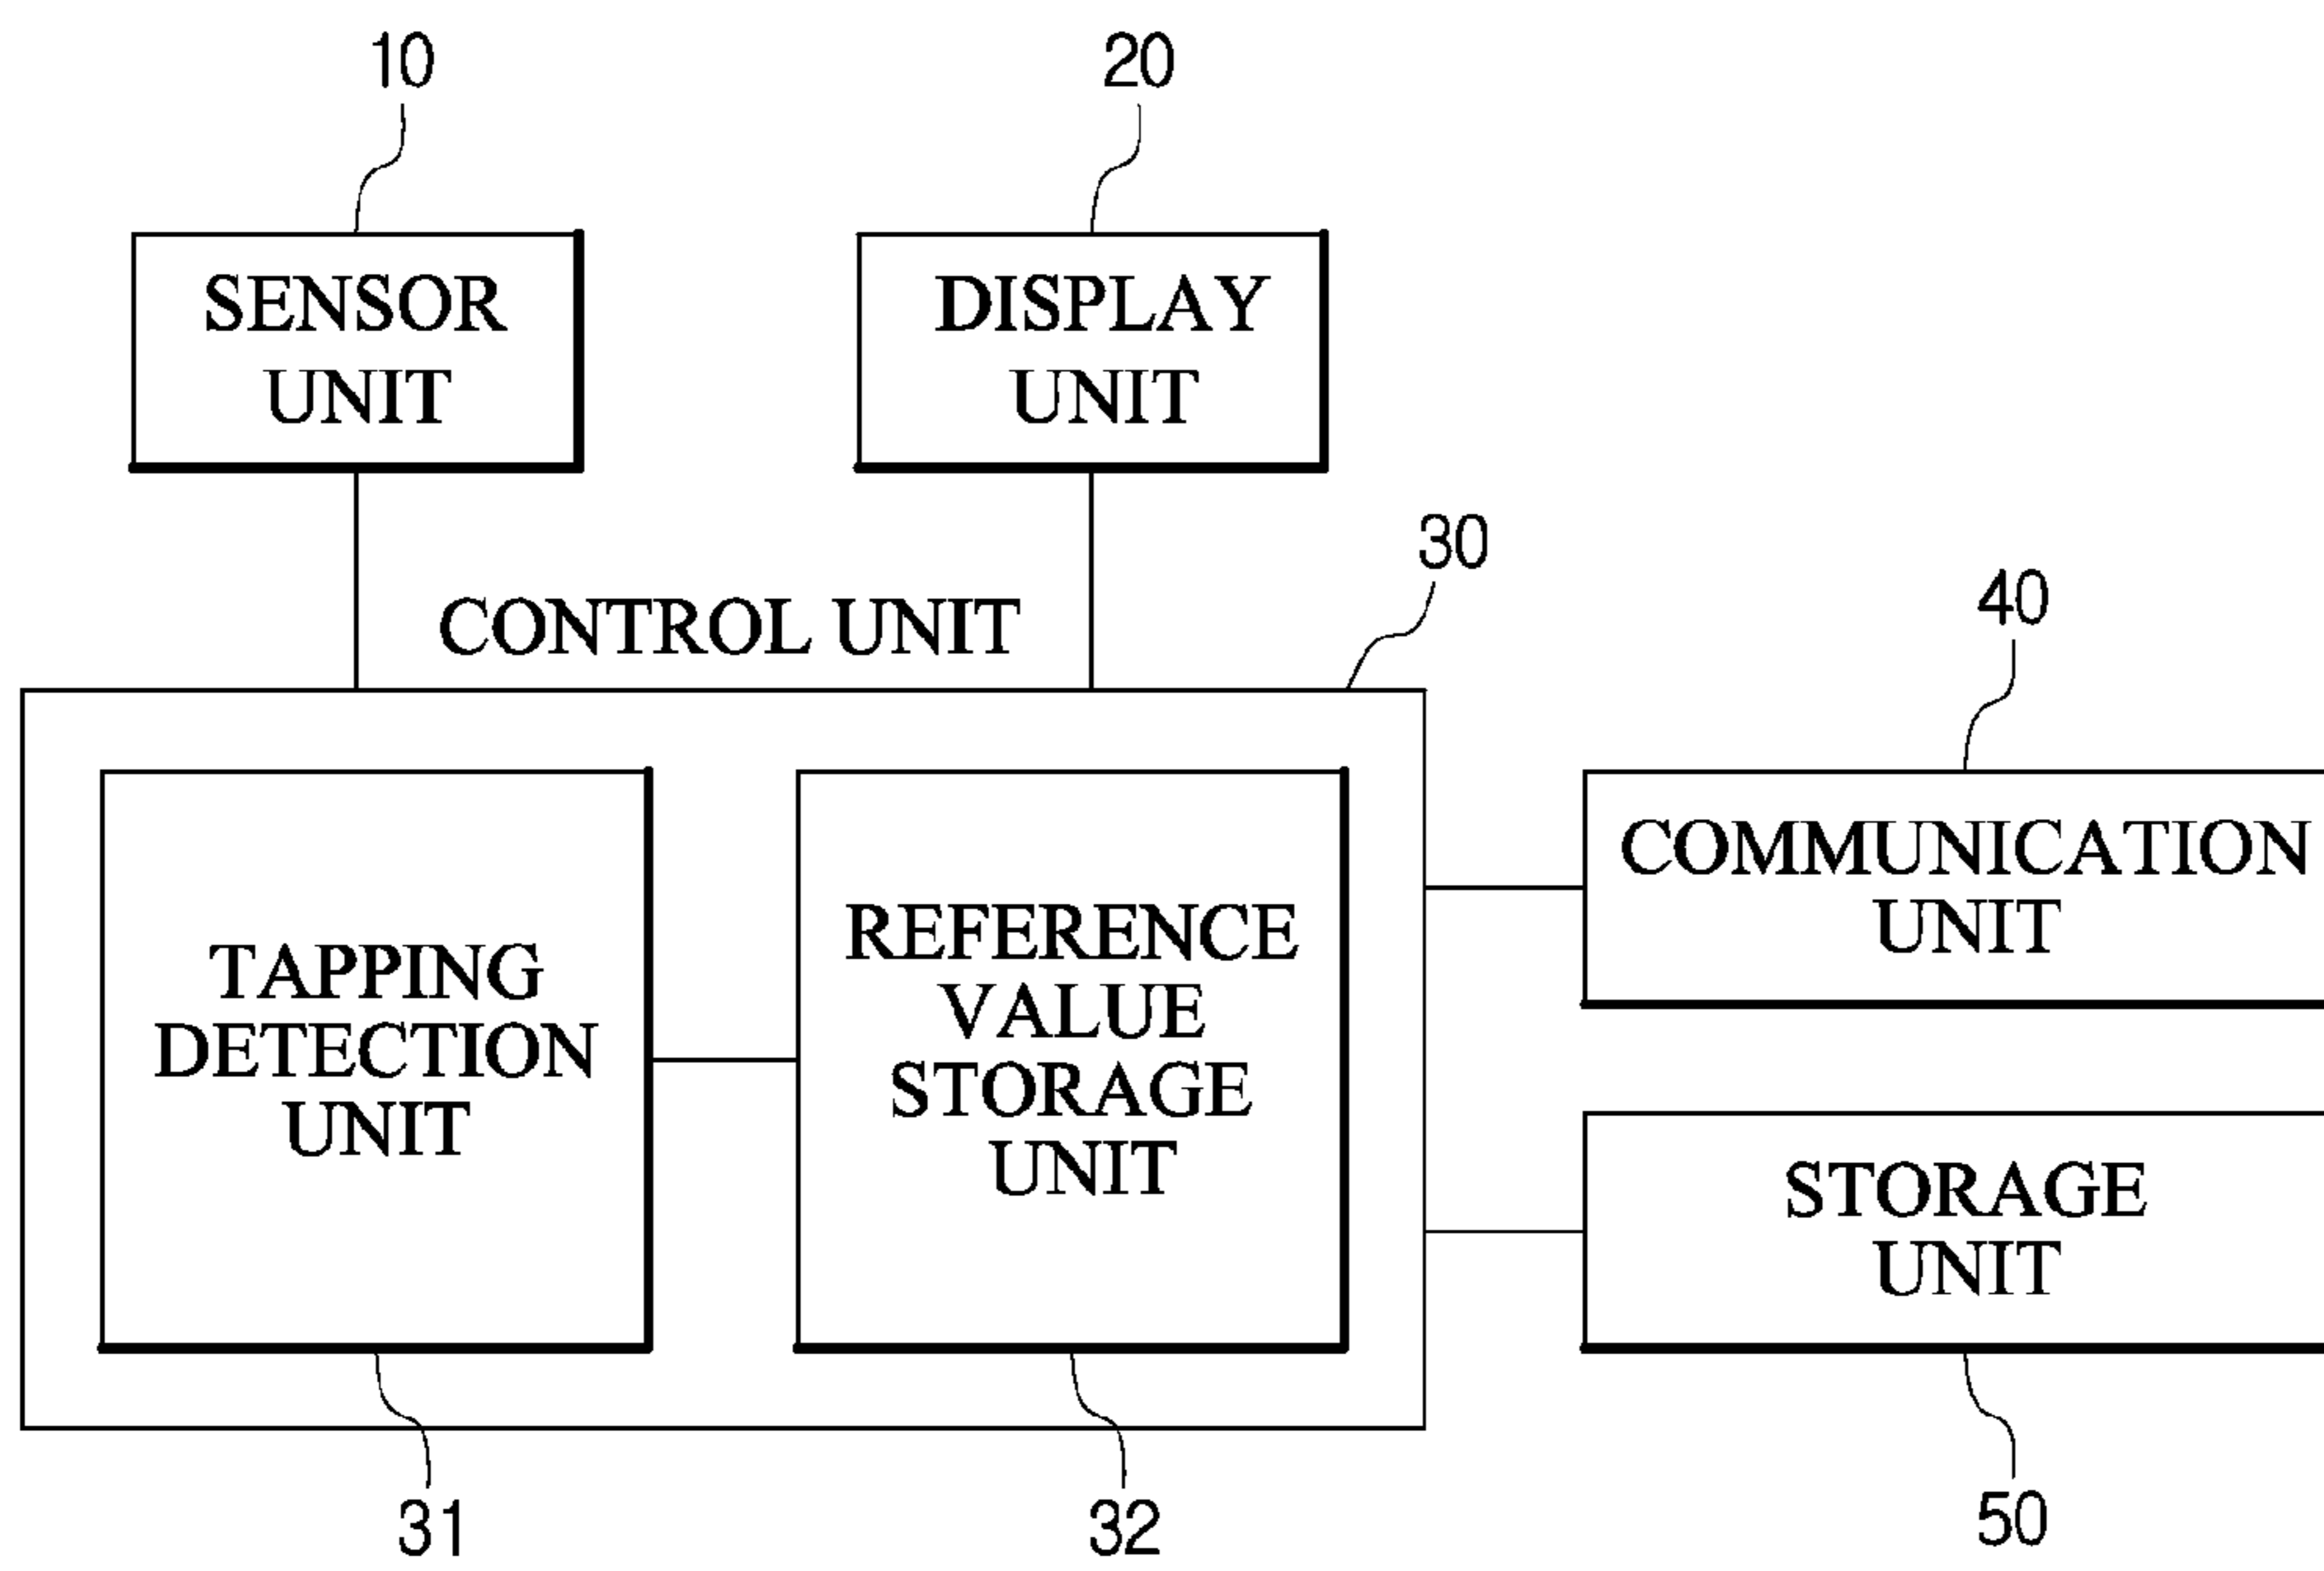 10
20
SENSOR
UNIT
DISPLAY
UNIT
30
CONTROL UNIT
40
TAPPING
DETECTION
UNIT
REFERENCE
VALUE
STORAGE
UNIT
COMMUNICATION
UNIT
STORAGE
UNIT
31
32
50